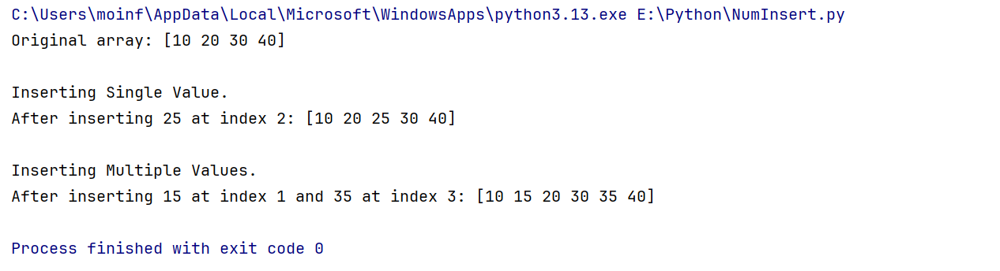 C:\Users\moinf\AppData\Local\Microsoft\WindowsApps\python3.13.exe E:\Python\NumInsert.py
Original array: [10 20 30 40]
Inserting Single Value.
After inserting 25 at index 2: [10 20 25 30 40]
Inserting Multiple Values.
After inserting 15 at index 1 and 35 at index 3: [10 15 20 30 35 40]
Process finished with exit code 0